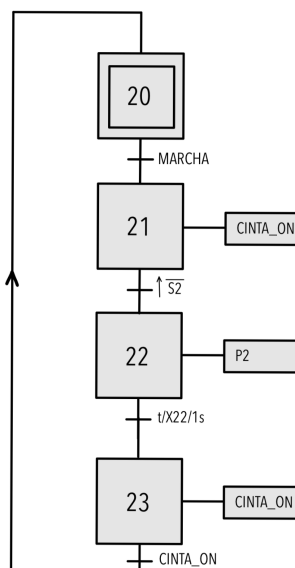 20
MARCHA
21
CINTA_ON
↑ S2̅
22
P2
t/X22/1s
23
CINTA_ON
CINTA_ON